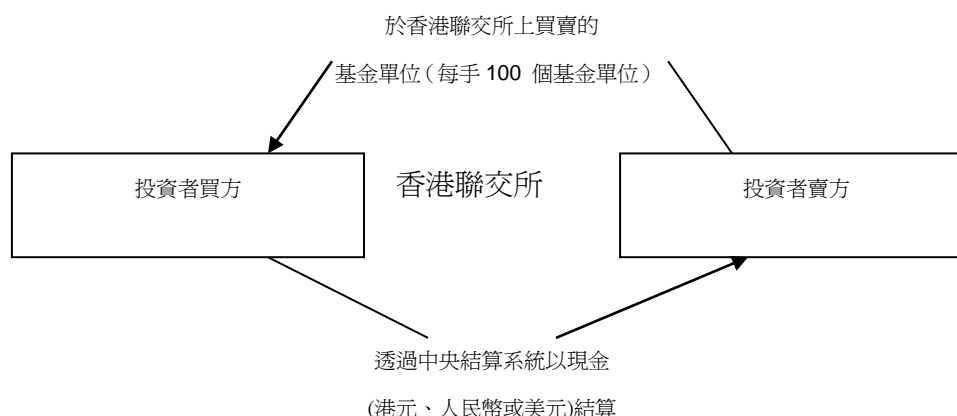 於香港聯交所上買賣的
基金單位（每手 100 個基金單位）
投資者買方
香港聯交所
投資者賣方
透過中央結算系統以現金
(港元、人民幣或美元)結算